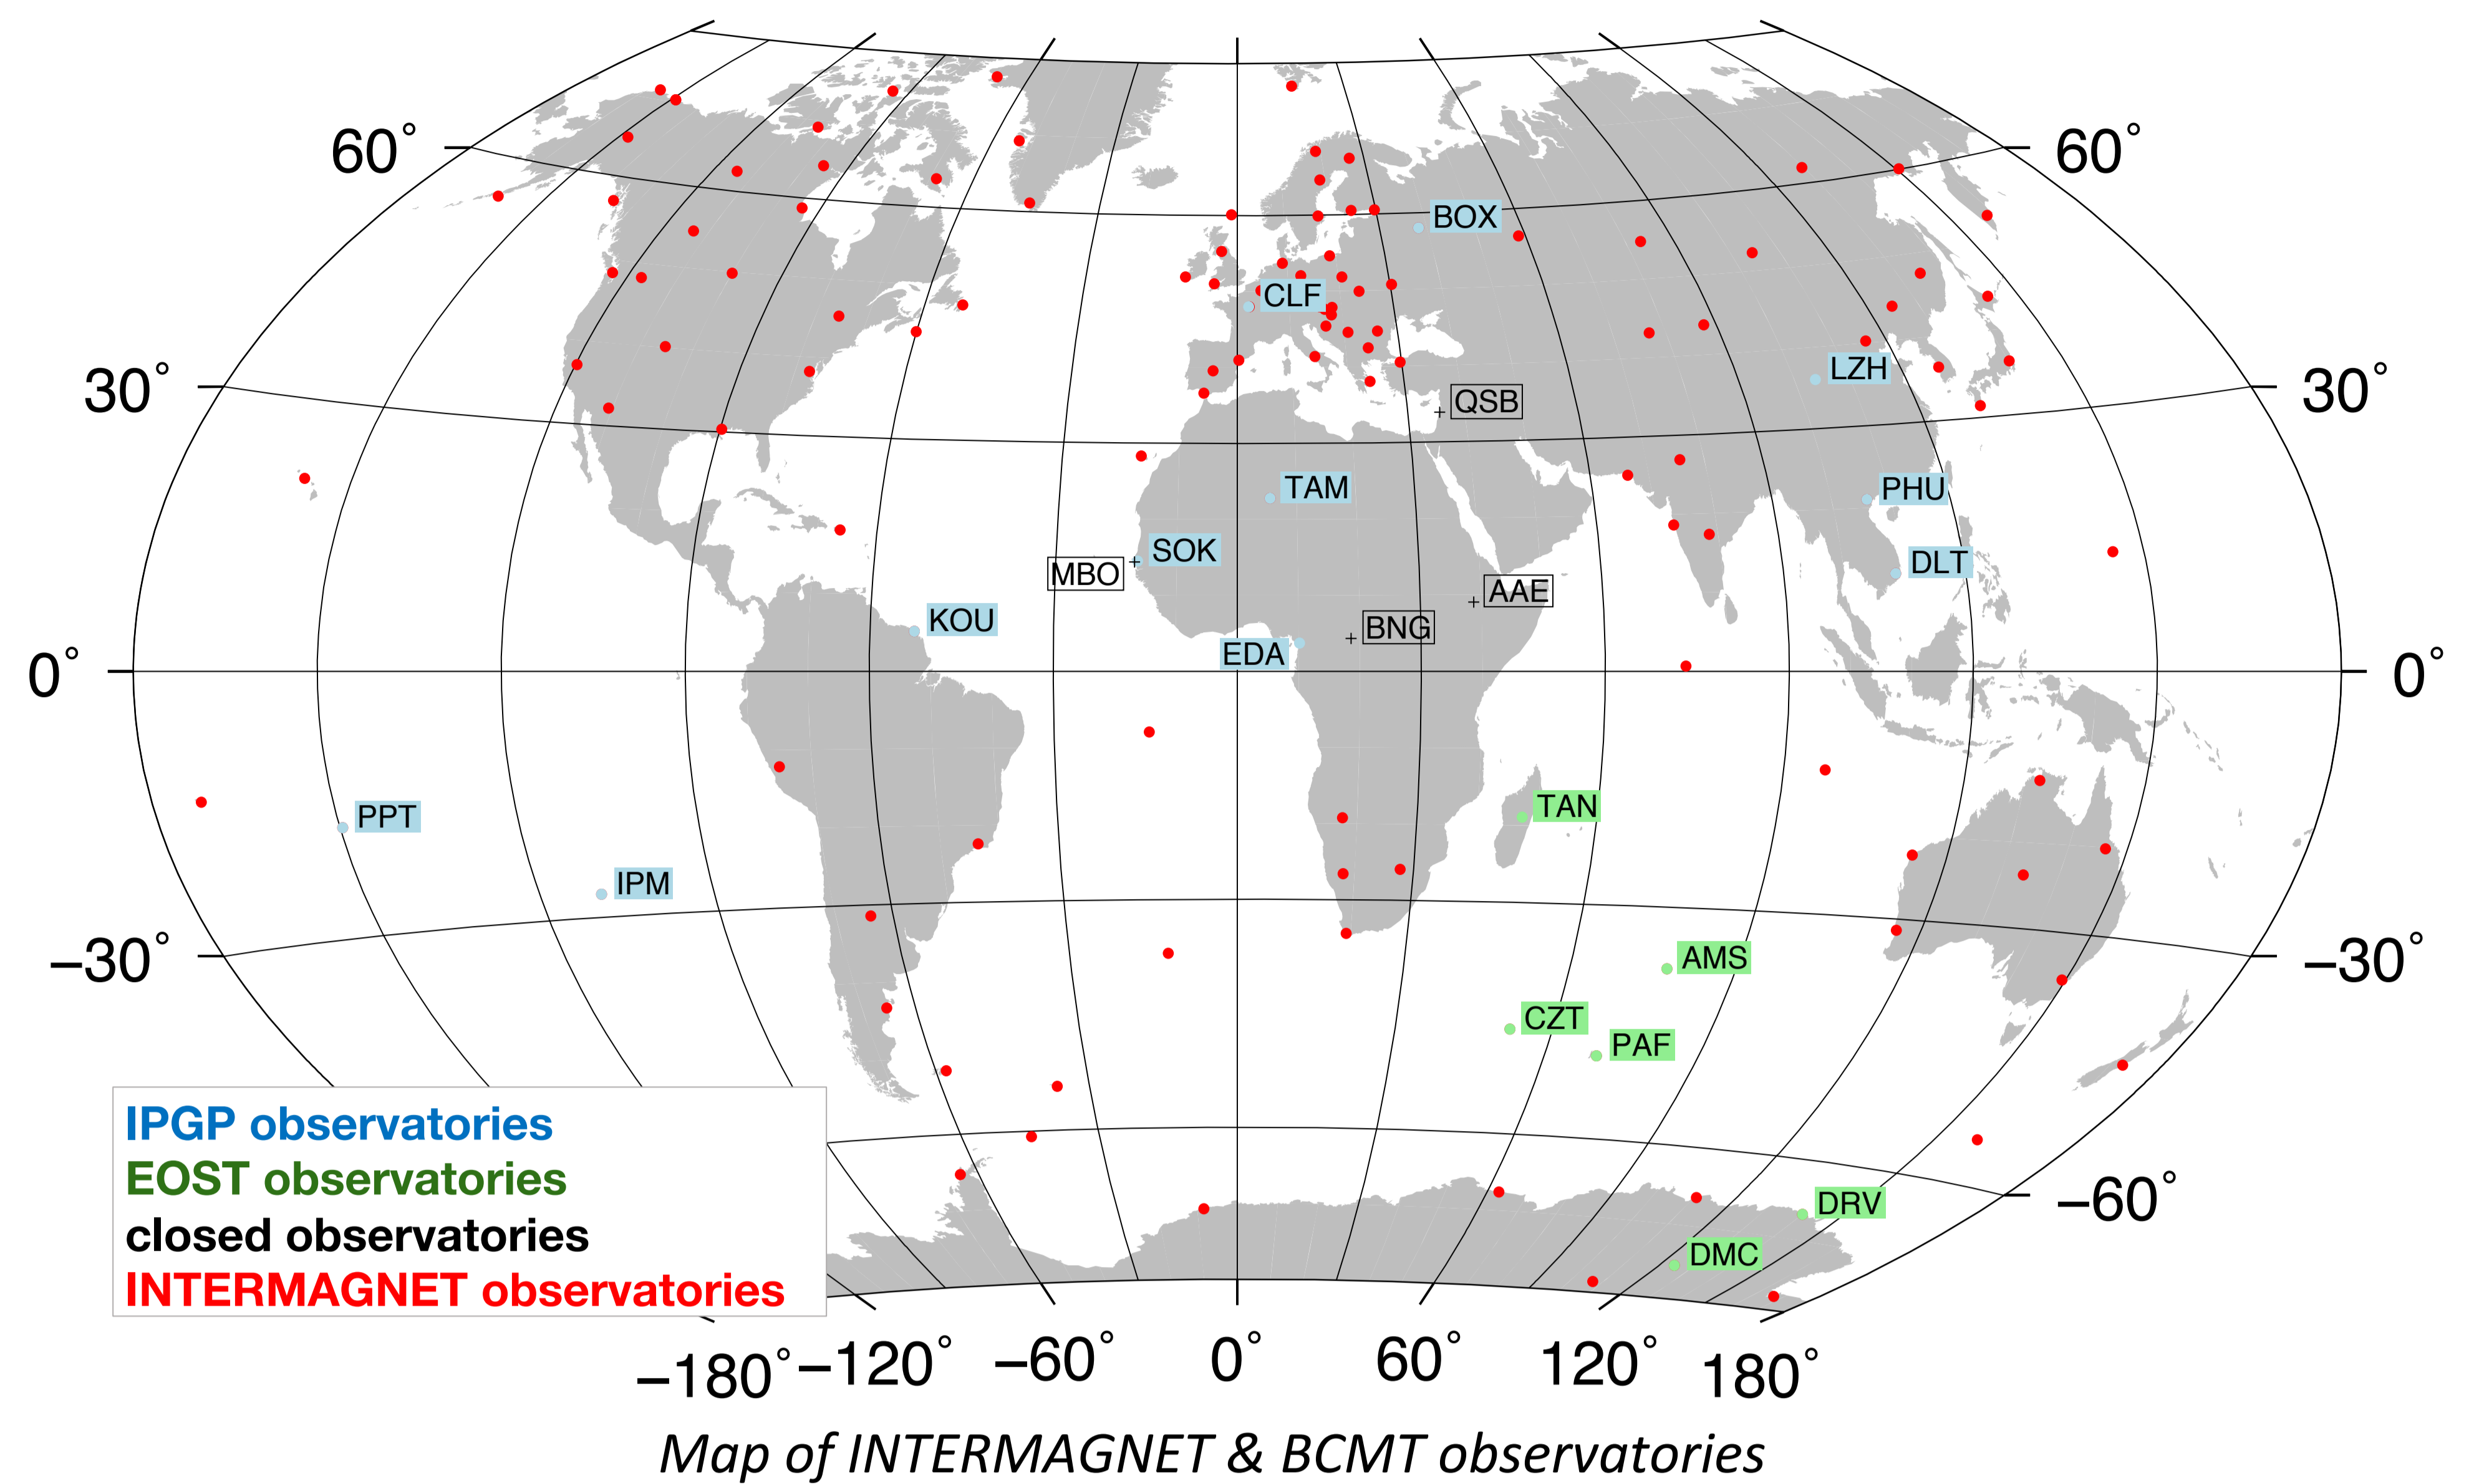 60° 60°
BOX
CLF
LZH
30° 30°
QSB
TAM
PHU
SOK
MBO
DLT
AAE
KOU
BNG
EDA
0° 0°
TAN
PPT
IPM
AMS
−30° −30°
CZT
PAF
IPGP observatories
EOST observatories
closed observatories
INTERMAGNET observatories
DRV
−60°
DMC
−180° −120° −60° 0° 60° 120° 180°
Map of INTERMAGNET & BCMT observatories